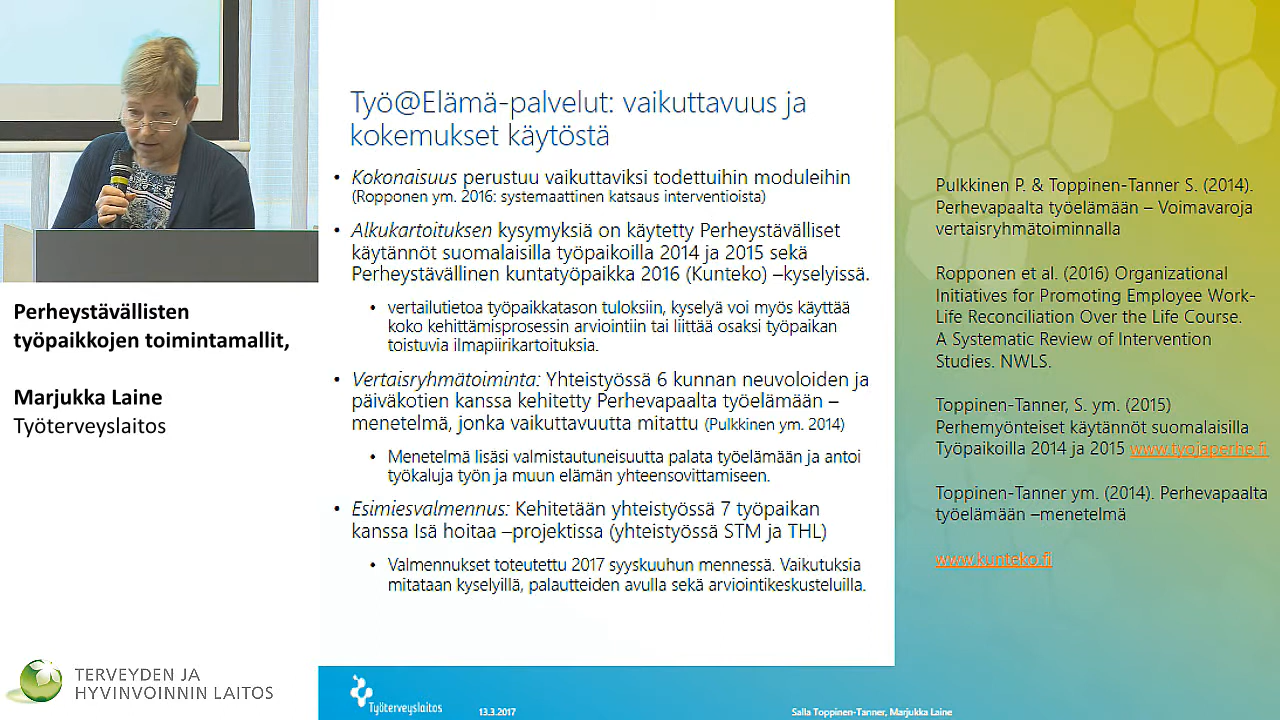 Perheystävällisten
työpaikkojen toimintamallit,
Marjukka Laine
Työterveyslaitos
TERVEYDEN JA
HYVINVOINNIN LAITOS
Työ@Elämä-palvelut: vaikuttavuus ja
kokemukset käytöstä
• Kokonaisuus perustuu vaikuttaviksi todettuihin moduleihin
(Ropponen ym. 2016: systemaattinen katsaus interventioista)
• Alkukartoituksen kysymyksiä on käytetty Perheystävälliset
käytännöt suomalaisilla työpaikoilla 2014 ja 2015 sekä
Perheystävällinen kuntatyöpaikka 2016 (Kunteko) –kyselyissä.
• vertailutietoa työpaikkatason tuloksiin, kyselyä voi myös käyttää
koko kehittämisprosessin arviointiin tai liittää osaksi työpaikan
toistuvia ilmapiirikartoituksia.
• Vertaisryhmätoiminta: Yhteistyössä 6 kunnan neuvoloiden ja
päiväkotien kanssa kehitetty Perhevapaalta työelämään –
menetelmä, jonka vaikuttavuutta mitattu (Pulkkinen ym. 2014)
• Menetelmä lisäsi valmistautuneisuutta palata työelämään ja antoi
työkaluja työn ja muun elämän yhteensovittamiseen.
• Esimiesvalmennus: Kehitetään yhteistyössä 7 työpaikan
kanssa Isä hoitaa –projektissa (yhteistyössä STM ja THL)
• Valmennukset toteutettu 2017 syyskuuhun mennessä. Vaikutuksia
mitataan kyselyillä, palautteiden avulla sekä arviointikeskusteluilla.
Pulkkinen P. & Toppinen-Tanner S. (2014).
Perhevapaalta työelämään – Voimavaroja
vertaisryhmätoiminnalla
Ropponen et al. (2016) Organizational
Initiatives for Promoting Employee Work-
Life Reconciliation Over the Life Course.
A Systematic Review of Intervention
Studies. NWLS.
Toppinen-Tanner, S. ym. (2015)
Perhemyönteiset käytännöt suomalaisilla
Työpaikoilla 2014 ja 2015 www.tyojaperhe.fi
Toppinen-Tanner ym. (2014). Perhevapaalta
työelämään –menetelmä
www.kunteko.fi
Työterveyslaitos
13.3.2017
Salla Toppinen-Tanner, Marjukka Laine